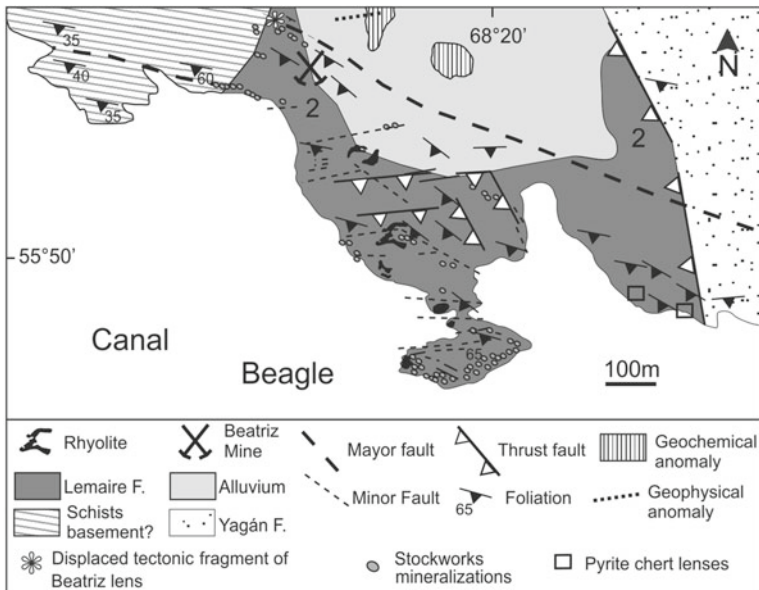 68°20'
35
40
60
35
N
2
2
55°50'
65
Canal
Beagle
100m
Rhyolite
Beatriz
Mine
Mayor fault
Thrust fault
Geochemical
anomaly
Lemaire F.
Alluvium
Minor Fault
65
Foliation
Geophysical
anomaly
Schists
basement?
Yagán F.
Displaced tectonic fragment of
Beatriz lens
Stockworks
mineralizations
Pyrite chert lenses